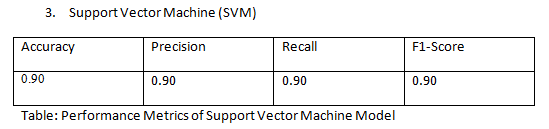 3. Support Vector Machine (SVM)
Accuracy Precision Recall F1-Score
0.90 0.90 0.90 0.90
Table: Performance Metrics of Support Vector Machine Model